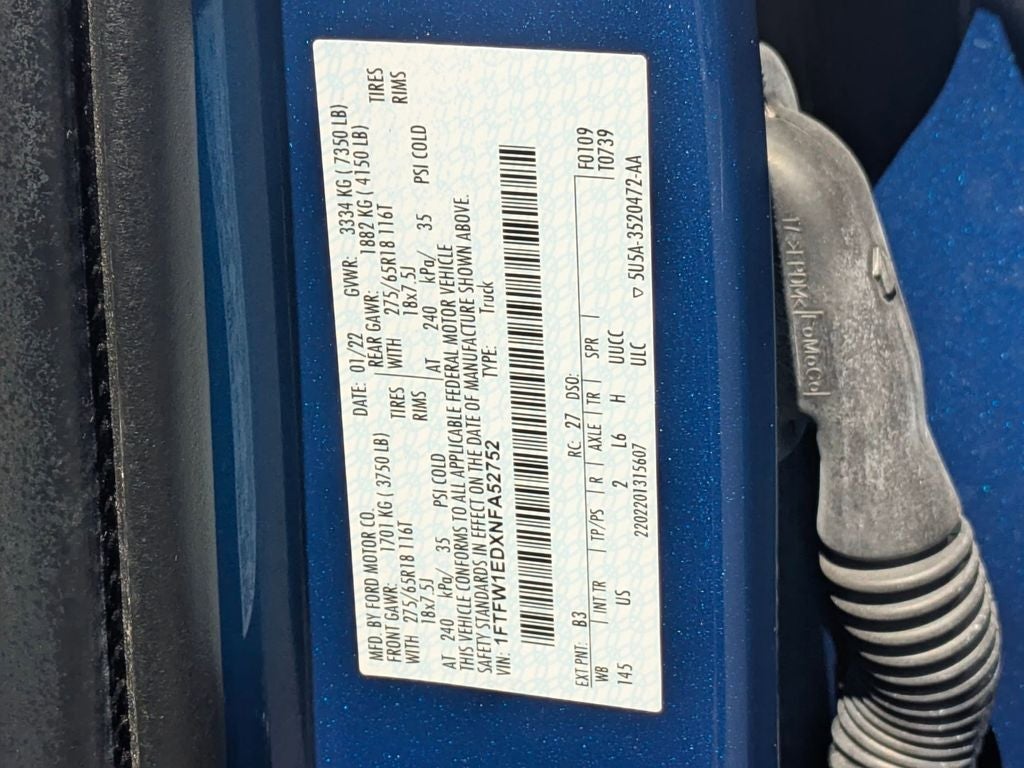 MFD. BY FORD MOTOR CO.
DATE: 01/22 GVWR: 3334 KG ( 7350 LB)
FRONT GAWR: 1701 KG ( 3750 LB)
REAR GAWR: 1882 KG ( 4150 LB)
WITH 275/65R18 116T TIRES
WITH 275/65R18 116T TIRES
18x7.5J RIMS
18x7.5J RIMS
AT 240 kPa/ 35 PSI COLD
AT 240 kPa/ 35 PSI COLD
THIS VEHICLE CONFORMS TO ALL APPLICABLE FEDERAL MOTOR VEHICLE
SAFETY STANDARDS IN EFFECT ON THE DATE OF MANUFACTURE SHOWN ABOVE.
VIN: 1FTFW1EDXNFA52752 TYPE: Truck
EXT PNT: B3 RC: 27 DSO: F0109
WB INT TR TP/PS R AXLE TR SPR T0739
145 US 2 L6 H UUCC
2202201315607 ULC 5U5A-3520472-AA
FoMoCo